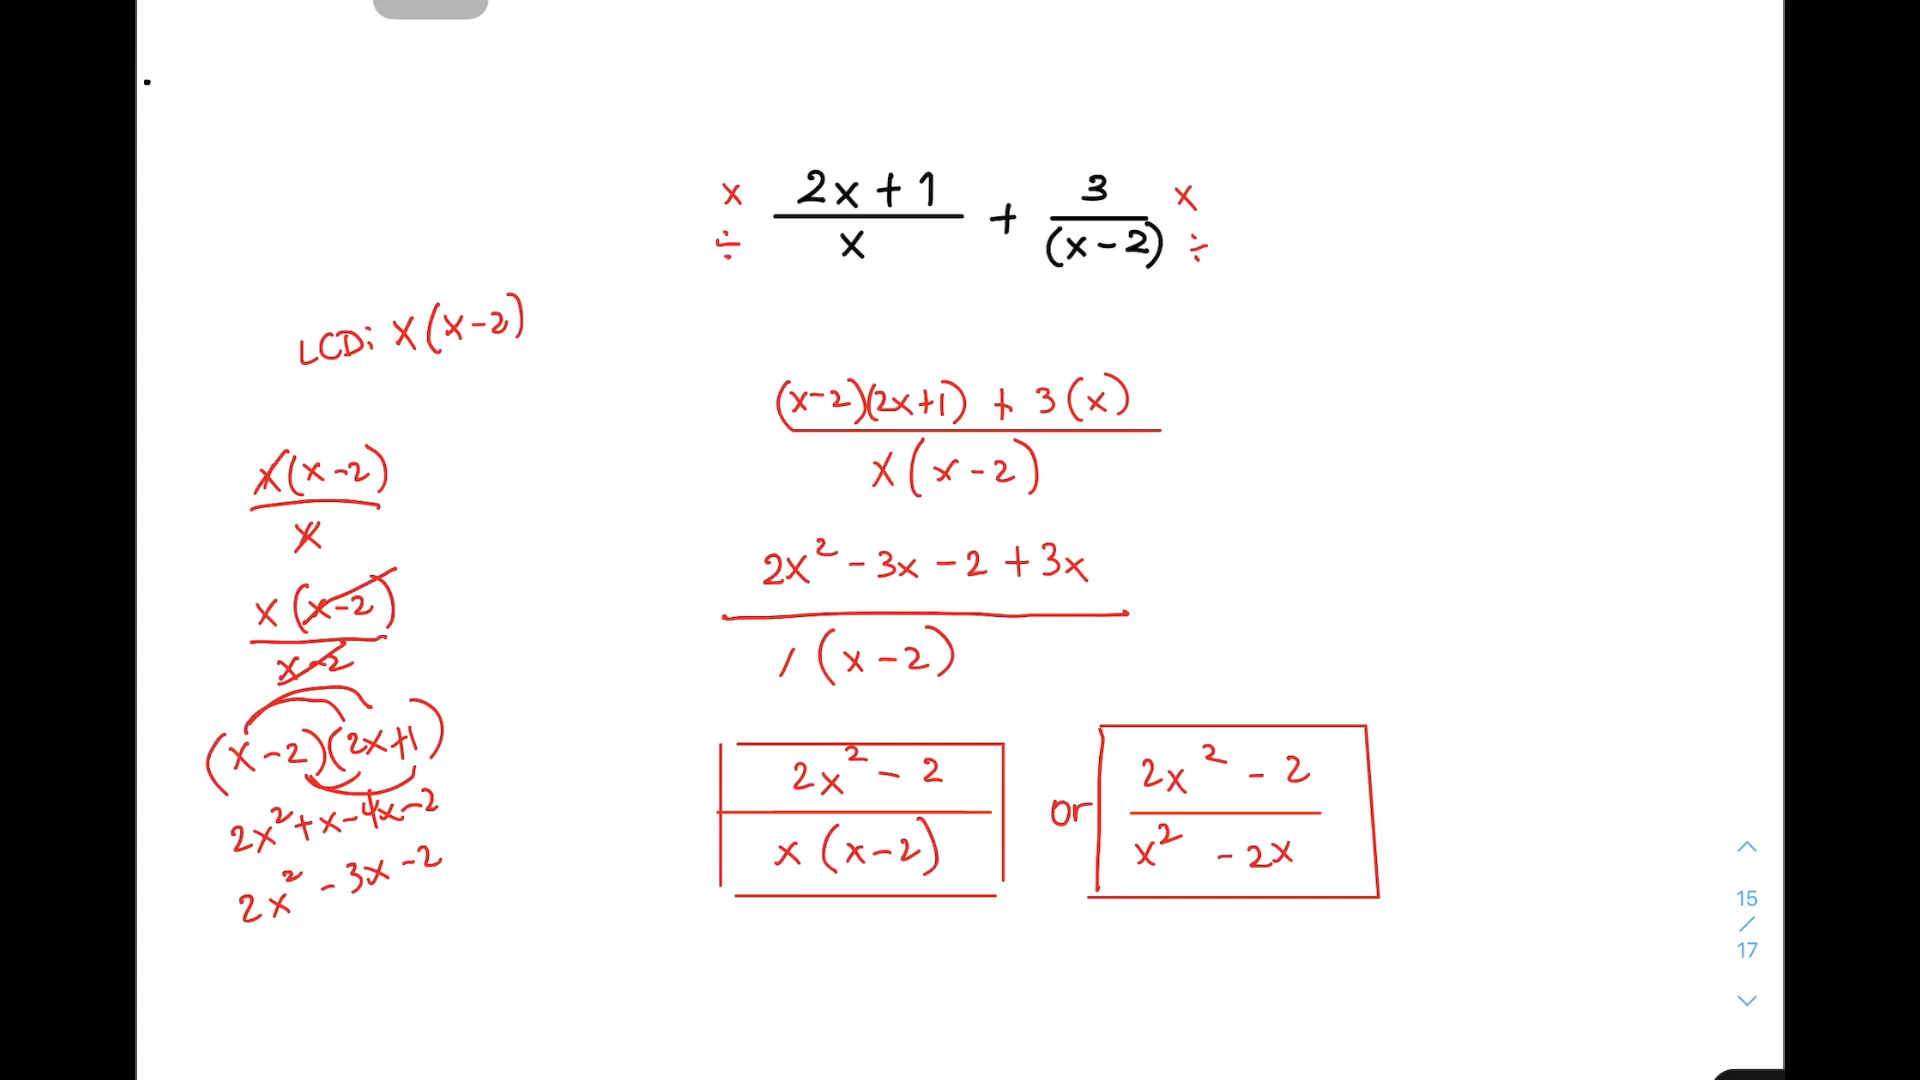 × (2x+1)/x + 3/(x-2) ×
÷ ÷
LCD: x(x-2)
((x-2)(2x+1) + 3(x))/(x(x-2))
x(x-2)/x
(2x² - 3x - 2 + 3x)/(/(x-2))
x(x-2)/(x-2)
(x-2)(2x+1)
2x²+x-4x-2
2x² - 3x - 2
(2x² - 2)/(x(x-2)) or (2x² - 2)/(x² - 2x)
15
/
17